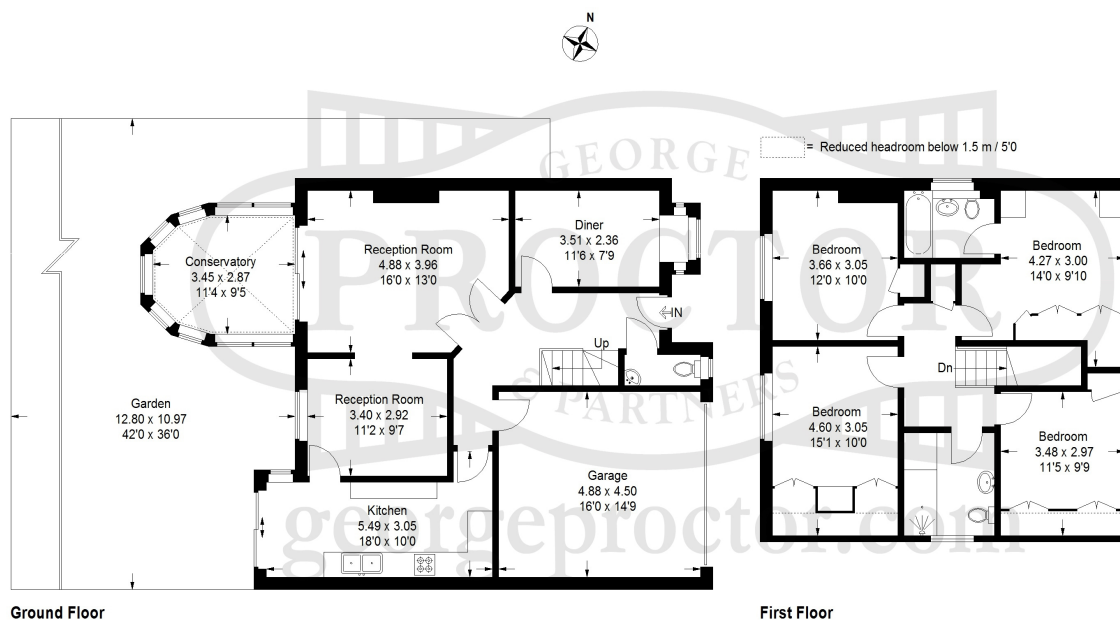 N
= Reduced headroom below 1.5 m / 5'0
GEORGE
PROCTOR
& PARTNERS
georgeproctor.com
Conservatory
3.45 x 2.87
11'4 x 9'5
Reception Room
4.88 x 3.96
16'0 x 13'0
Diner
3.51 x 2.36
11'6 x 7'9
IN
Up
Garden
12.80 x 10.97
42'0 x 36'0
Reception Room
3.40 x 2.92
11'2 x 9'7
Kitchen
5.49 x 3.05
18'0 x 10'0
Garage
4.88 x 4.50
16'0 x 14'9
Bedroom
3.66 x 3.05
12'0 x 10'0
Bedroom
4.27 x 3.00
14'0 x 9'10
Dn
Bedroom
4.60 x 3.05
15'1 x 10'0
Bedroom
3.48 x 2.97
11'5 x 9'9
Ground Floor
First Floor